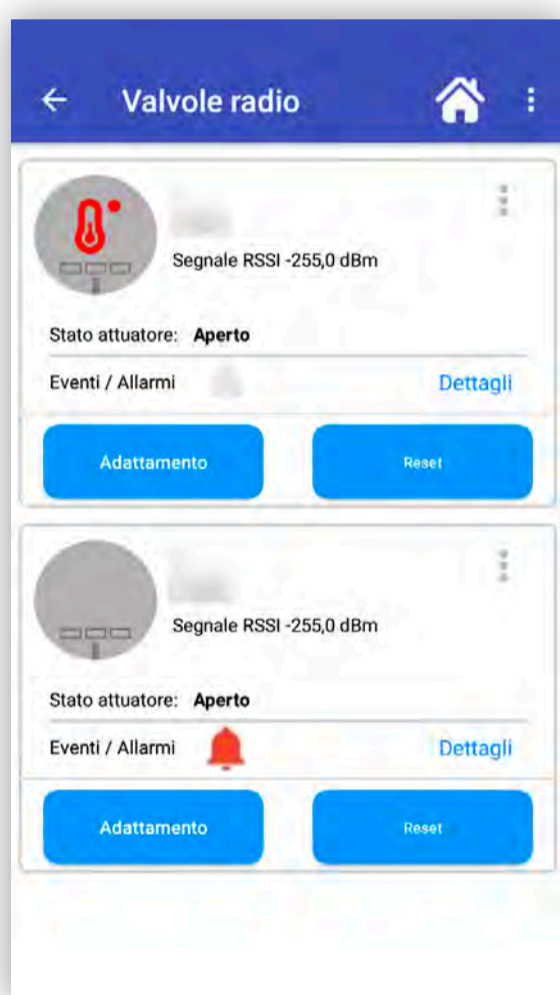 Valvole radio
Segnale RSSI -255,0 dBm
Stato attuatore: Aperto
Eventi / Allarmi Dettagli
Adattamento Reset
Segnale RSSI -255,0 dBm
Stato attuatore: Aperto
Eventi / Allarmi Dettagli
Adattamento Reset